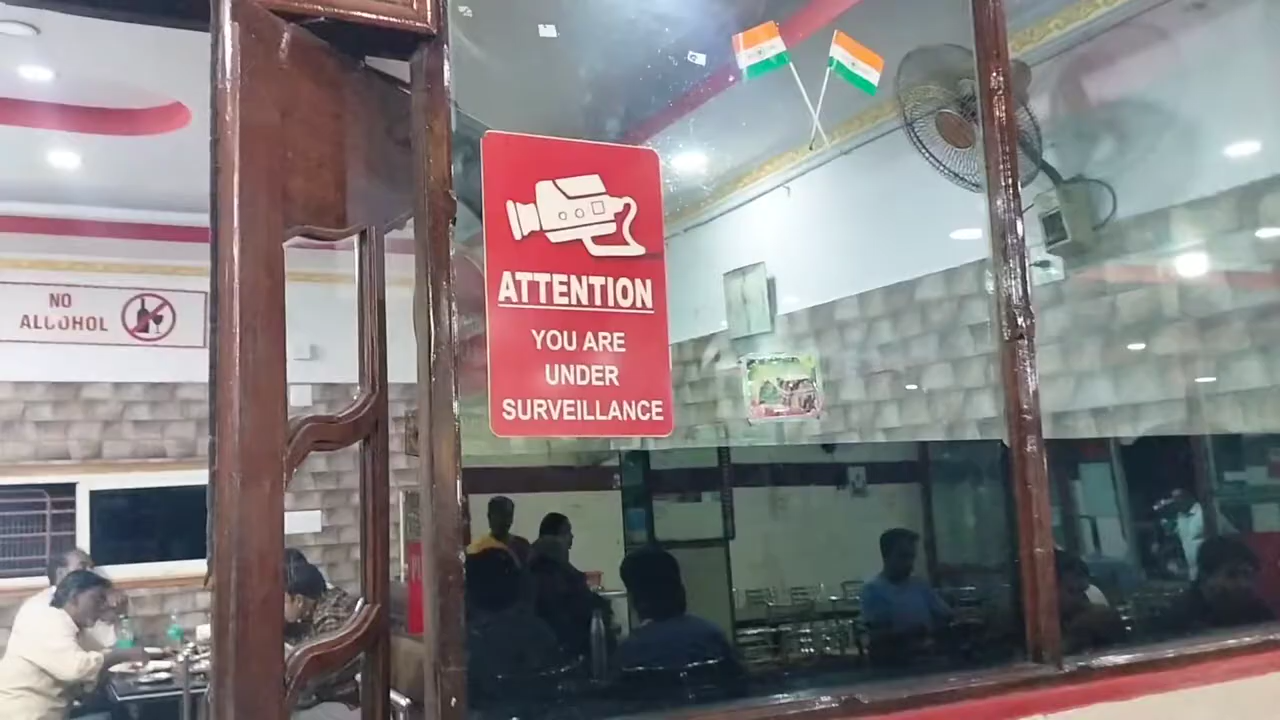 NO
ALCOHOL
ATTENTION
YOU ARE
UNDER
SURVEILLANCE